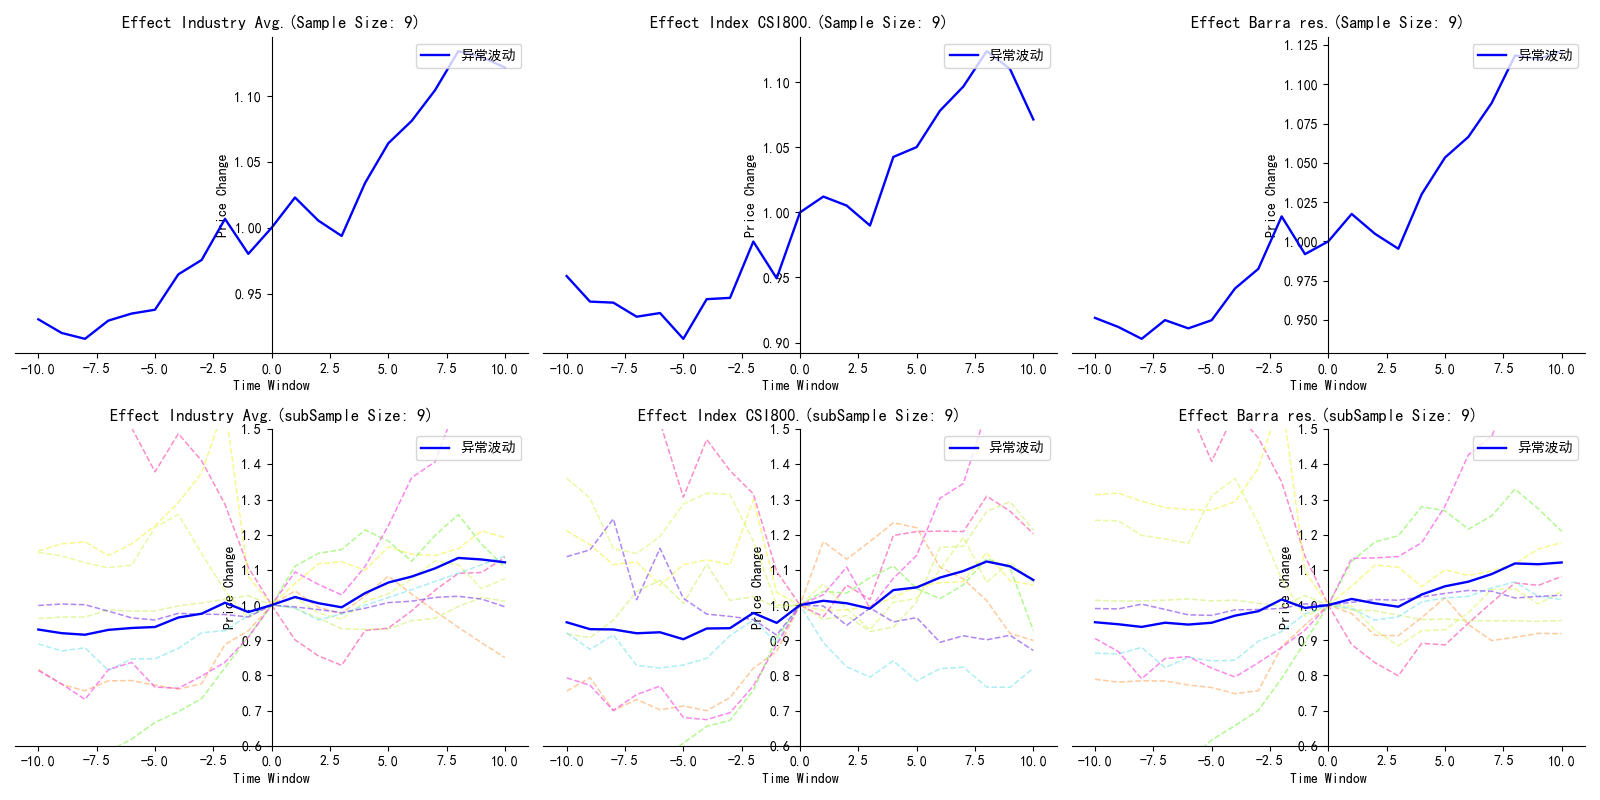 Effect Industry Avg.(Sample Size: 9)
异常波动
Price Change
1.10
1.05
1.00
0.95
−10.0 −7.5 −5.0 −2.5 0.0 2.5 5.0 7.5 10.0
Time Window
Effect Index CSI800.(Sample Size: 9)
异常波动
Price Change
1.10
1.05
1.00
0.95
0.90
−10.0 −7.5 −5.0 −2.5 0.0 2.5 5.0 7.5 10.0
Time Window
Effect Barra res.(Sample Size: 9)
异常波动
Price Change
1.125
1.100
1.075
1.050
1.025
1.000
0.975
0.950
−10.0 −7.5 −5.0 −2.5 0.0 2.5 5.0 7.5 10.0
Time Window
Effect Industry Avg.(subSample Size: 9)
异常波动
Price Change
1.5
1.4
1.3
1.2
1.1
1.0
0.9
0.8
0.7
0.6
−10.0 −7.5 −5.0 −2.5 0.0 2.5 5.0 7.5 10.0
Time Window
Effect Index CSI800.(subSample Size: 9)
异常波动
Price Change
1.5
1.4
1.3
1.2
1.1
1.0
0.9
0.8
0.7
0.6
−10.0 −7.5 −5.0 −2.5 0.0 2.5 5.0 7.5 10.0
Time Window
Effect Barra res.(subSample Size: 9)
异常波动
Price Change
1.5
1.4
1.3
1.2
1.1
1.0
0.9
0.8
0.7
0.6
−10.0 −7.5 −5.0 −2.5 0.0 2.5 5.0 7.5 10.0
Time Window